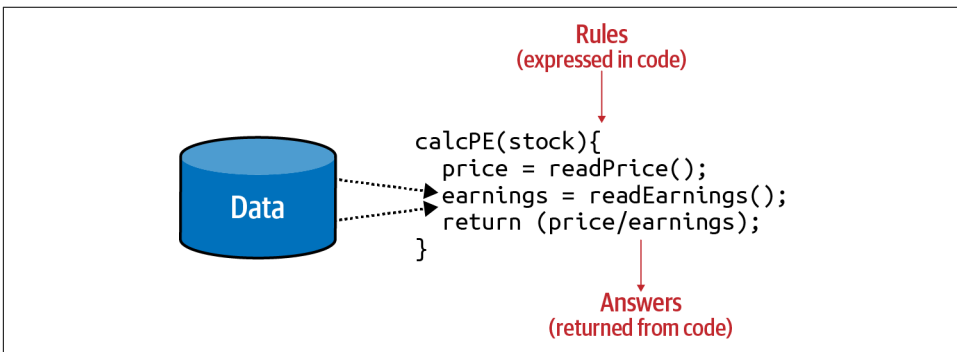 Rules
(expressed in code)
calcPE(stock){
  price = readPrice();
  earnings = readEarnings();
  return (price/earnings);
}
Data
Answers
(returned from code)